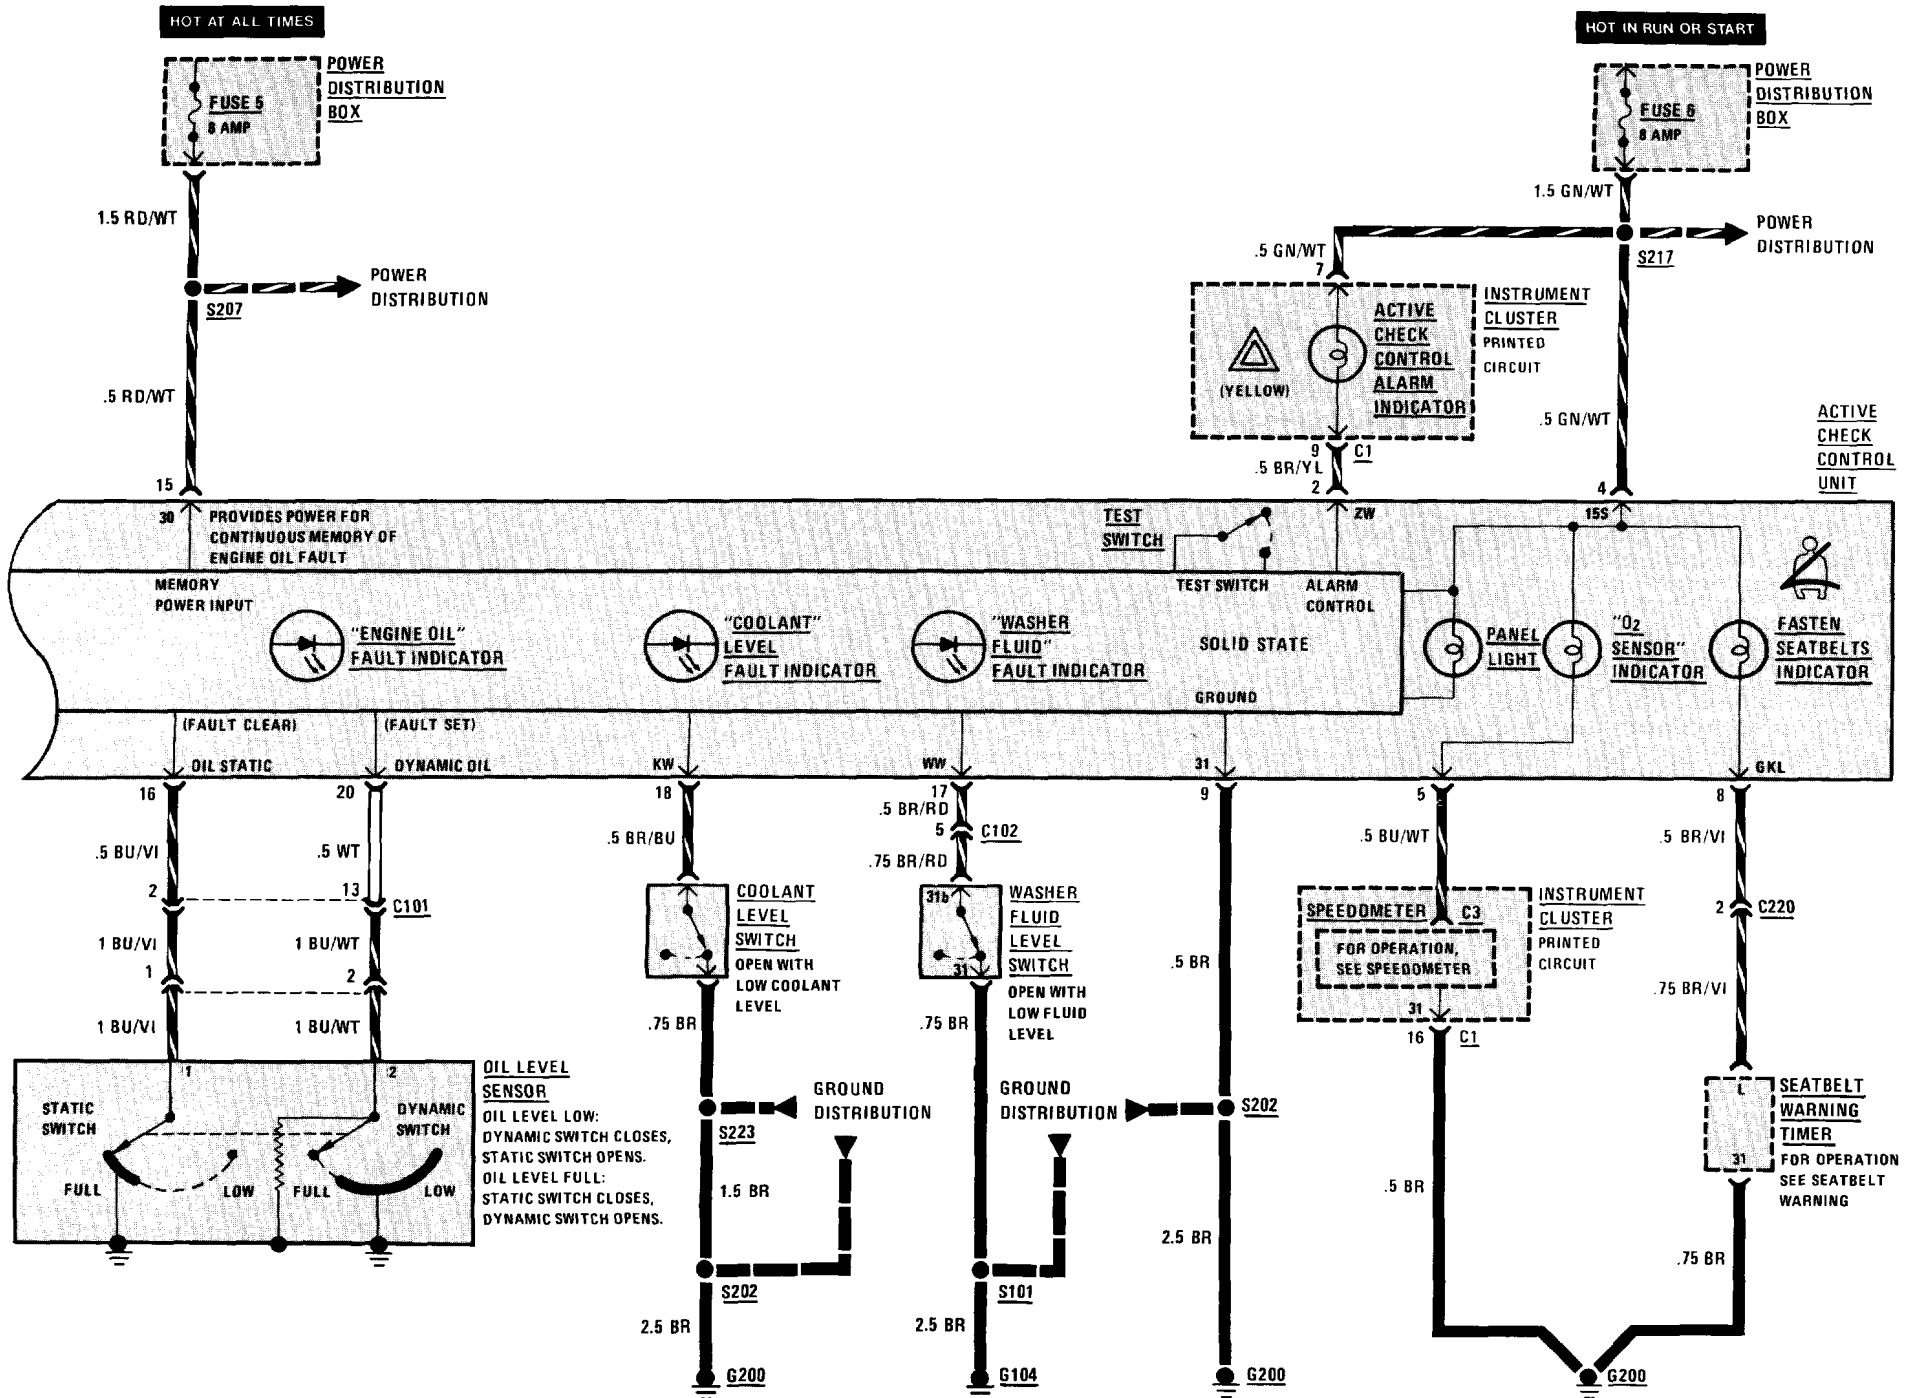 HOT AT ALL TIMES
POWER
DISTRIBUTION
BOX
FUSE 5
8 AMP
1.5 RD/WT
POWER
DISTRIBUTION
S207
.5 RD/WT
15
HOT IN RUN OR START
POWER
DISTRIBUTION
BOX
FUSE 6
8 AMP
1.5 GN/WT
POWER
DISTRIBUTION
S217
.5 GN/WT
7
ACTIVE
CHECK
CONTROL
ALARM
INDICATOR
(YELLOW)
INSTRUMENT
CLUSTER
PRINTED
CIRCUIT
9
C1
.5 BR/YL
2
.5 GN/WT
4
ACTIVE
CHECK
CONTROL
UNIT
30
PROVIDES POWER FOR
CONTINUOUS MEMORY OF
ENGINE OIL FAULT
MEMORY
POWER INPUT
TEST
SWITCH
ZW
15S
TEST SWITCH
ALARM
CONTROL
"ENGINE OIL"
FAULT INDICATOR
"COOLANT"
LEVEL
FAULT INDICATOR
"WASHER
FLUID"
FAULT INDICATOR
SOLID STATE
GROUND
PANEL
LIGHT
"O2
SENSOR"
INDICATOR
FASTEN
SEATBELTS
INDICATOR
(FAULT CLEAR)
(FAULT SET)
OIL STATIC
DYNAMIC OIL
KW
WW
31
GKL
16
20
18
17
9
5
8
.5 BU/VI
.5 WT
2
13
C101
1 BU/VI
1 BU/WT
1
2
1 BU/VI
1 BU/WT
1
2
STATIC
SWITCH
DYNAMIC
SWITCH
FULL
LOW
FULL
LOW
OIL LEVEL
SENSOR
OIL LEVEL LOW:
DYNAMIC SWITCH CLOSES,
STATIC SWITCH OPENS.
OIL LEVEL FULL:
STATIC SWITCH CLOSES,
DYNAMIC SWITCH OPENS.
.5 BR/BU
COOLANT
LEVEL
SWITCH
OPEN WITH
LOW COOLANT
LEVEL
.75 BR
S223
GROUND
DISTRIBUTION
1.5 BR
S202
2.5 BR
G200
.5 BR/RD
5
C102
.75 BR/RD
31b
31
WASHER
FLUID
LEVEL
SWITCH
OPEN WITH
LOW FLUID
LEVEL
.75 BR
S101
2.5 BR
G104
.5 BR
GROUND
DISTRIBUTION
S202
2.5 BR
G200
.5 BU/WT
SPEEDOMETER
C3
FOR OPERATION,
SEE SPEEDOMETER
31
INSTRUMENT
CLUSTER
PRINTED
CIRCUIT
16
C1
.5 BR
.5 BR/VI
2
C220
.75 BR/VI
L
31
SEATBELT
WARNING
TIMER
FOR OPERATION
SEE SEATBELT
WARNING
.75 BR
G200